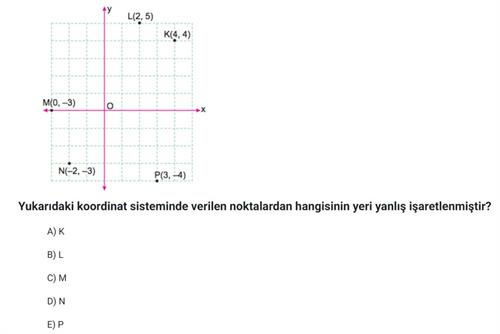 y
L(2, 5)
K(4, 4)
M(0, –3)
O
x
N(–2, –3)
P(3, –4)
Yukarıdaki koordinat sisteminde verilen noktalardan hangisinin yeri yanlış işaretlenmiştir?
A) K
B) L
C) M
D) N
E) P